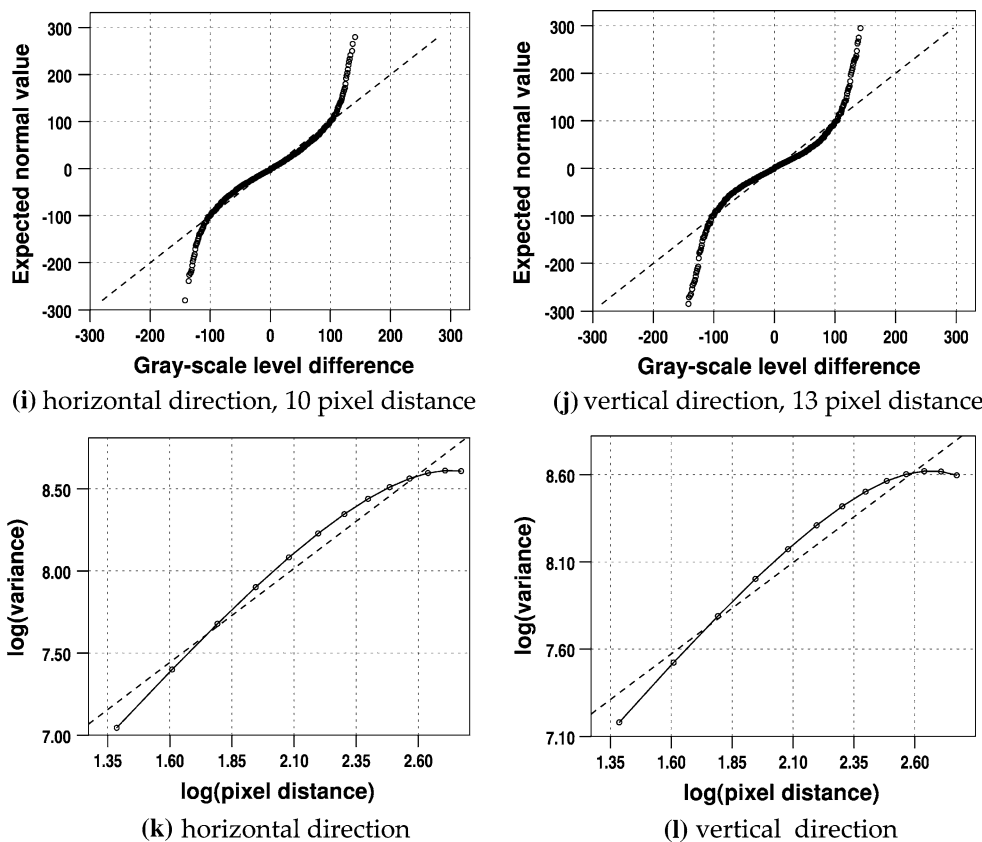 Expected normal value
300
200
100
0
-100
-200
-300
-300 -200 -100 0 100 200 300
Gray-scale level difference
(i) horizontal direction, 10 pixel distance
Expected normal value
300
200
100
0
-100
-200
-300
-300 -200 -100 0 100 200 300
Gray-scale level difference
(j) vertical direction, 13 pixel distance
log(variance)
8.50
8.00
7.50
7.00
1.35 1.60 1.85 2.10 2.35 2.60
log(pixel distance)
(k) horizontal direction
log(variance)
8.60
8.10
7.60
7.10
1.35 1.60 1.85 2.10 2.35 2.60
log(pixel distance)
(l) vertical direction